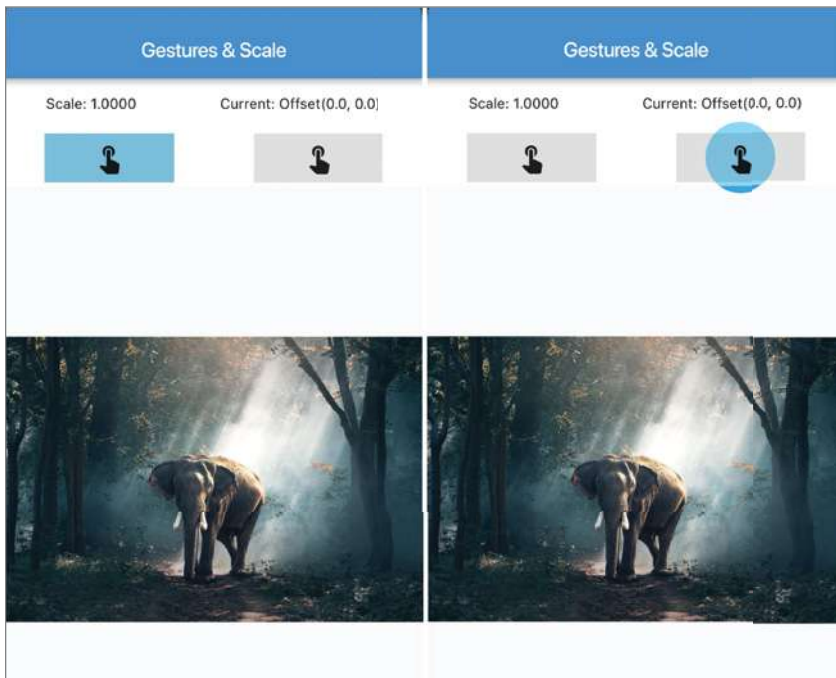 Gestures & Scale
Scale: 1.0000 Current: Offset(0.0, 0.0)
Gestures & Scale
Scale: 1.0000 Current: Offset(0.0, 0.0)